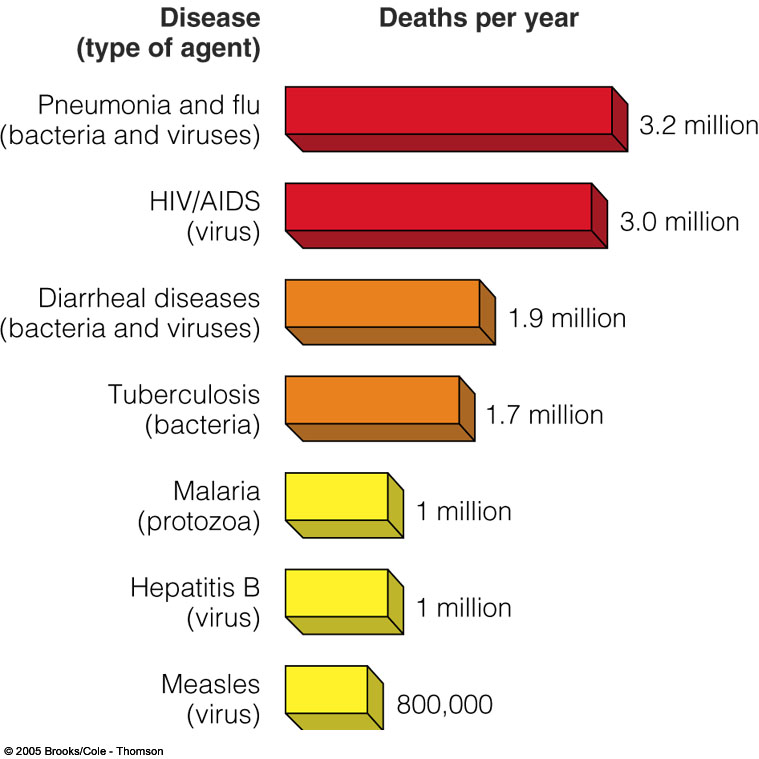 Disease
(type of agent)
Deaths per year
Pneumonia and flu
(bacteria and viruses)
3.2 million
HIV/AIDS
(virus)
3.0 million
Diarrheal diseases
(bacteria and viruses)
1.9 million
Tuberculosis
(bacteria)
1.7 million
Malaria
(protozoa)
1 million
Hepatitis B
(virus)
1 million
Measles
(virus)
800,000
© 2005 Brooks/Cole - Thomson